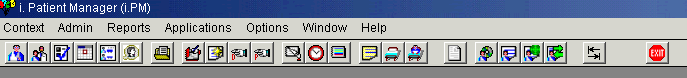 i. Patient Manager (i.PM)
Context Admin Reports Applications Options Window Help
EXIT